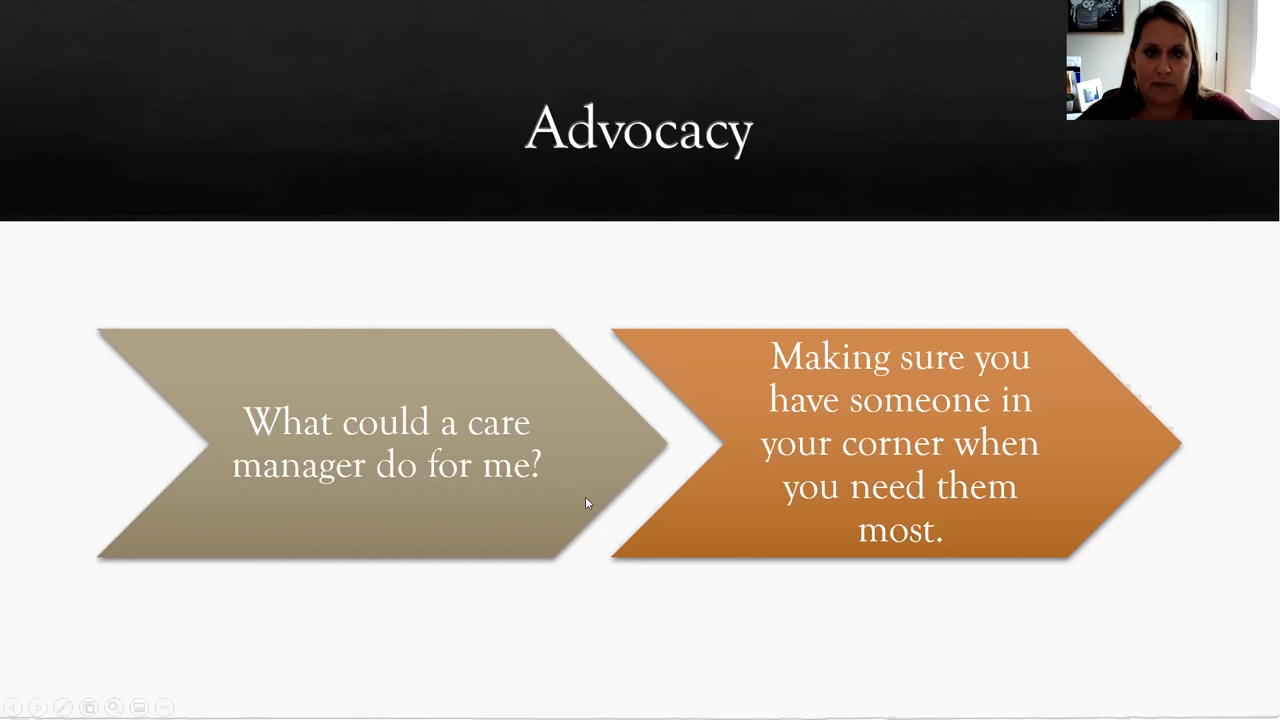 Advocacy
What could a care
manager do for me?
Making sure you
have someone in
your corner when
you need them
most.